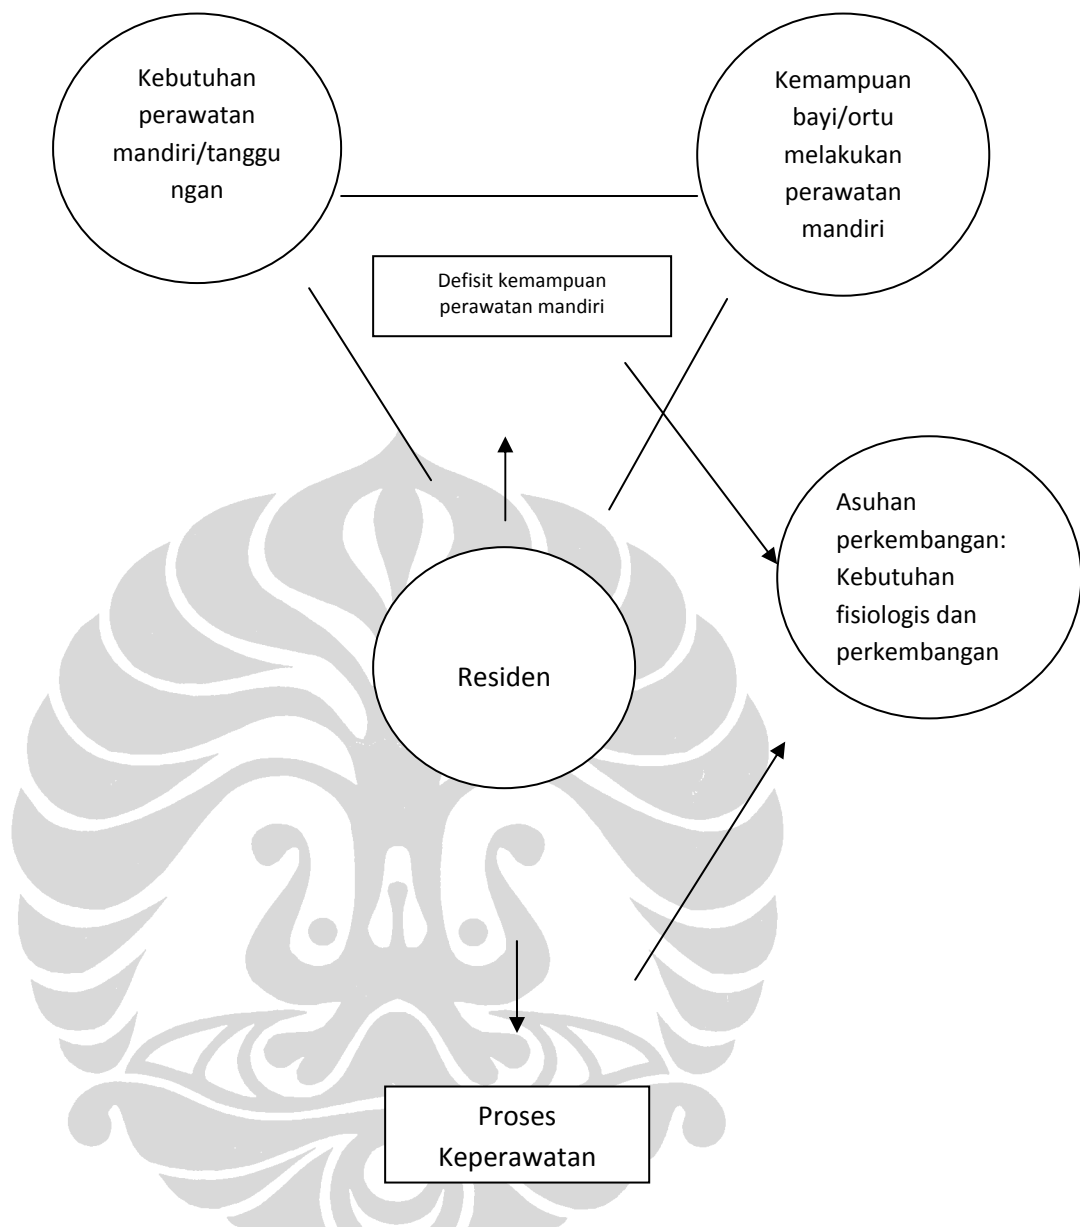 Kebutuhan
perawatan
mandiri/tanggu
ngan
Kemampuan
bayi/ortu
melakukan
perawatan
mandiri
Defisit kemampuan
perawatan mandiri
Asuhan
perkembangan:
Kebutuhan
fisiologis dan
perkembangan
Residen
Proses
Keperawatan